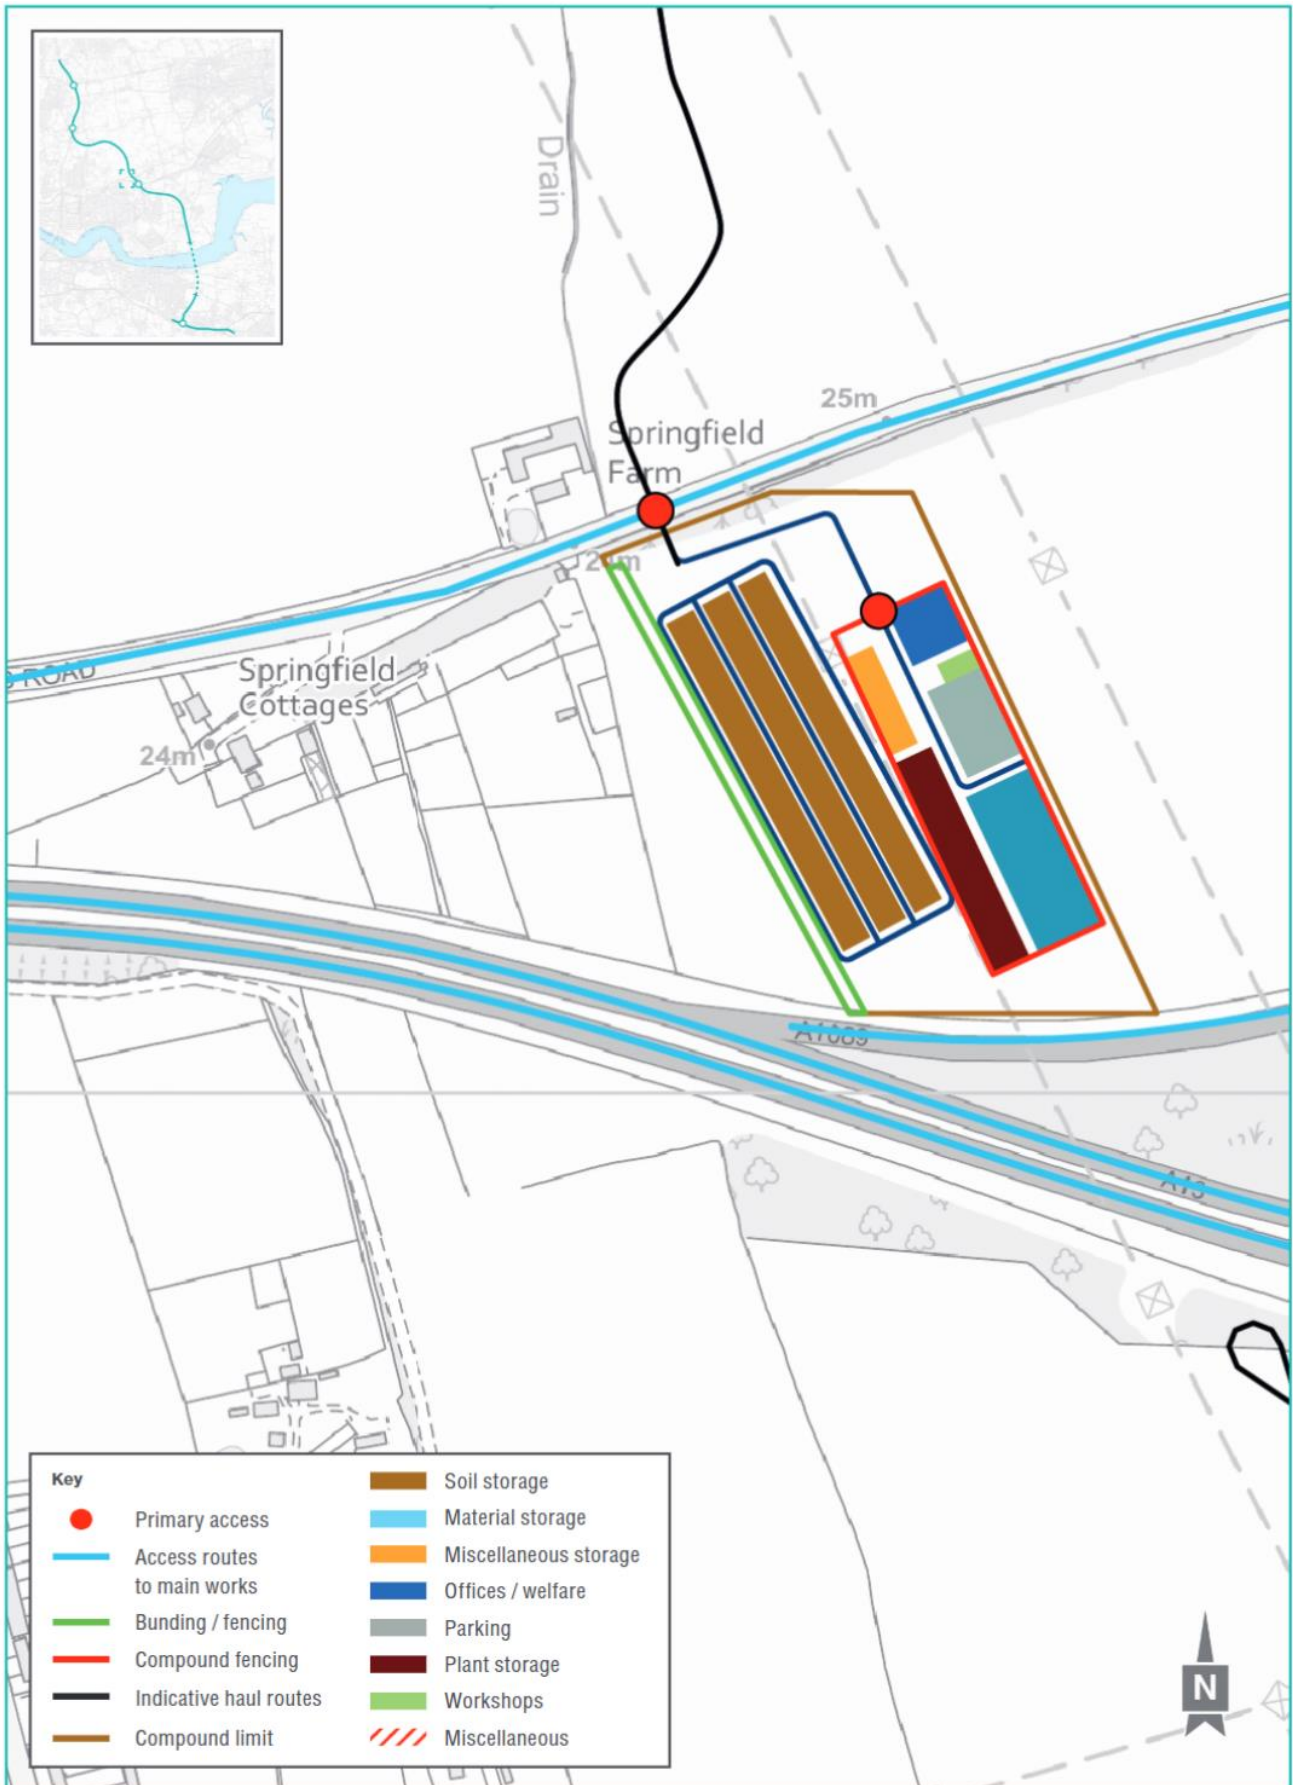 Drain
25m
Springfield
Farm
24m
ROAD
Springfield
Cottages
24m
A1089
A13
Key
Primary access
Access routes
to main works
Bunding / fencing
Compound fencing
Indicative haul routes
Compound limit
Soil storage
Material storage
Miscellaneous storage
Offices / welfare
Parking
Plant storage
Workshops
Miscellaneous
N